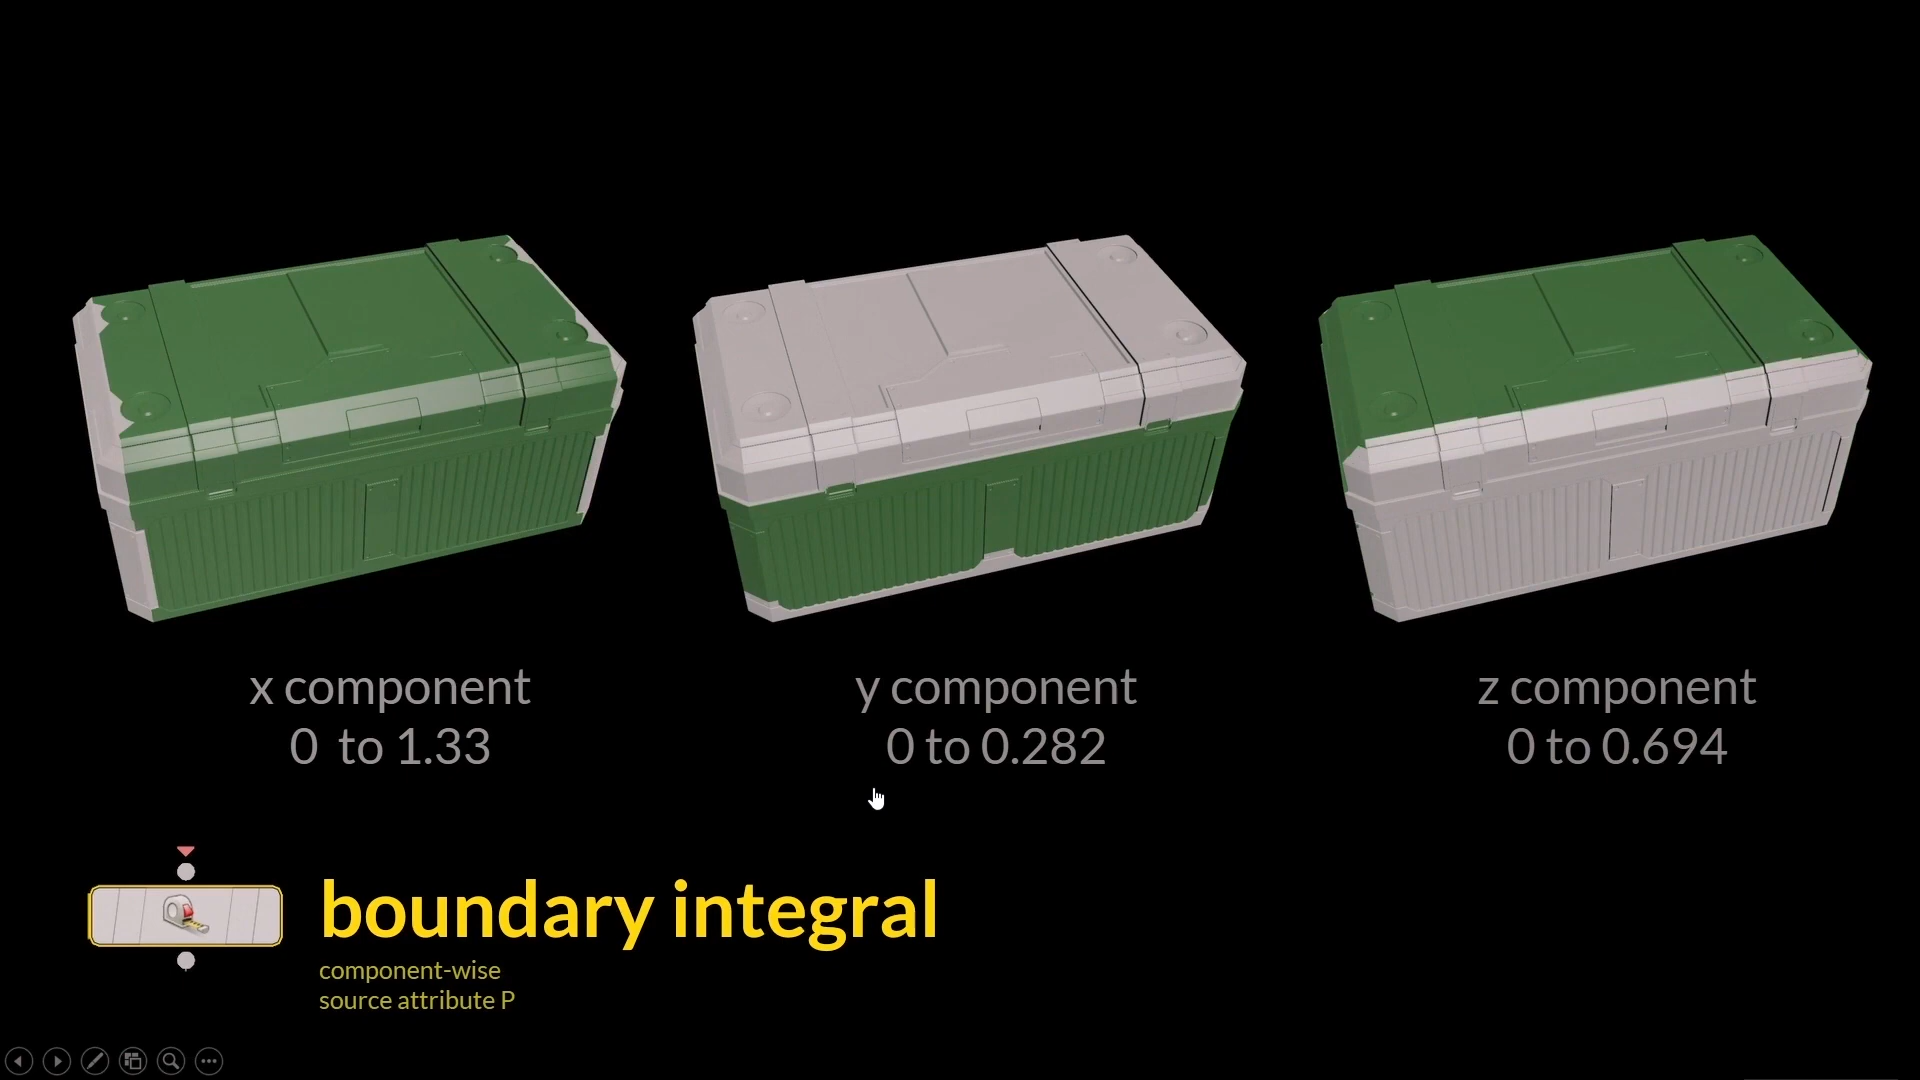 x component
0 to 1.33
y component
0 to 0.282
z component
0 to 0.694
boundary integral
component-wise
source attribute P